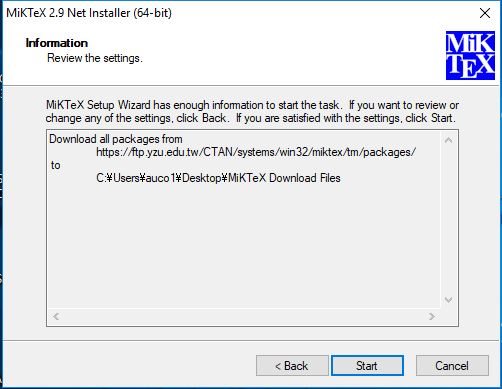 MiKTeX 2.9 Net Installer (64-bit)
Information
Review the settings.
MiK
TEX
MiKTeX Setup Wizard has enough information to start the task. If you want to review or
change any of the settings, click Back. If you are satisfied with the settings, click Start.
Download all packages from
https://ftp.yzu.edu.tw/CTAN/systems/win32/miktex/tm/packages/
to
C:¥Users¥auco1¥Desktop¥MiKTeX Download Files
< Back
Start
Cancel